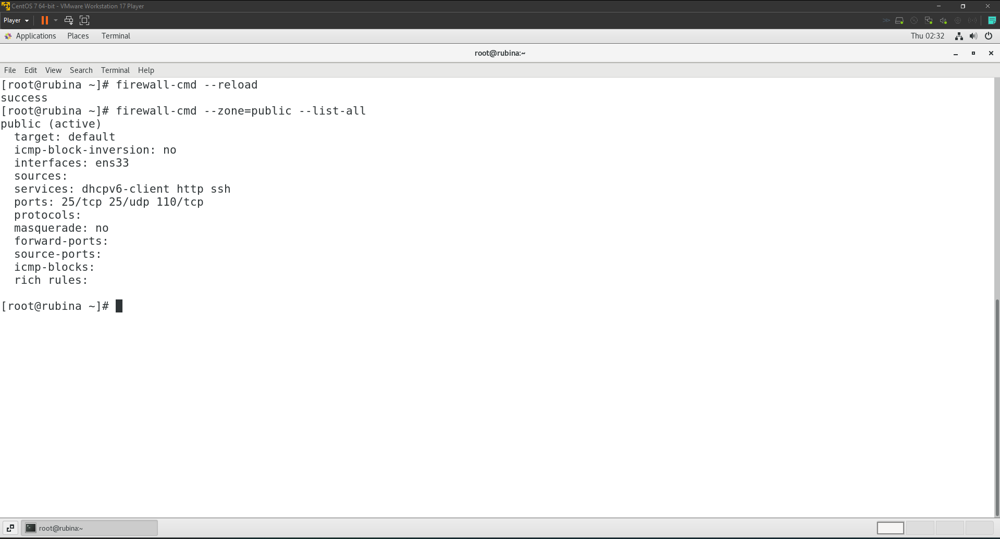 CentOS 7 64-bit - VMware Workstation 17 Player
Player
Applications Places Terminal Thu 02:32
root@rubina:~
File Edit View Search Terminal Help
[root@rubina ~]# firewall-cmd --reload
success
[root@rubina ~]# firewall-cmd --zone=public --list-all
public (active)
  target: default
  icmp-block-inversion: no
  interfaces: ens33
  sources:
  services: dhcpv6-client http ssh
  ports: 25/tcp 25/udp 110/tcp
  protocols:
  masquerade: no
  forward-ports:
  source-ports:
  icmp-blocks:
  rich rules:

[root@rubina ~]#
root@rubina:~